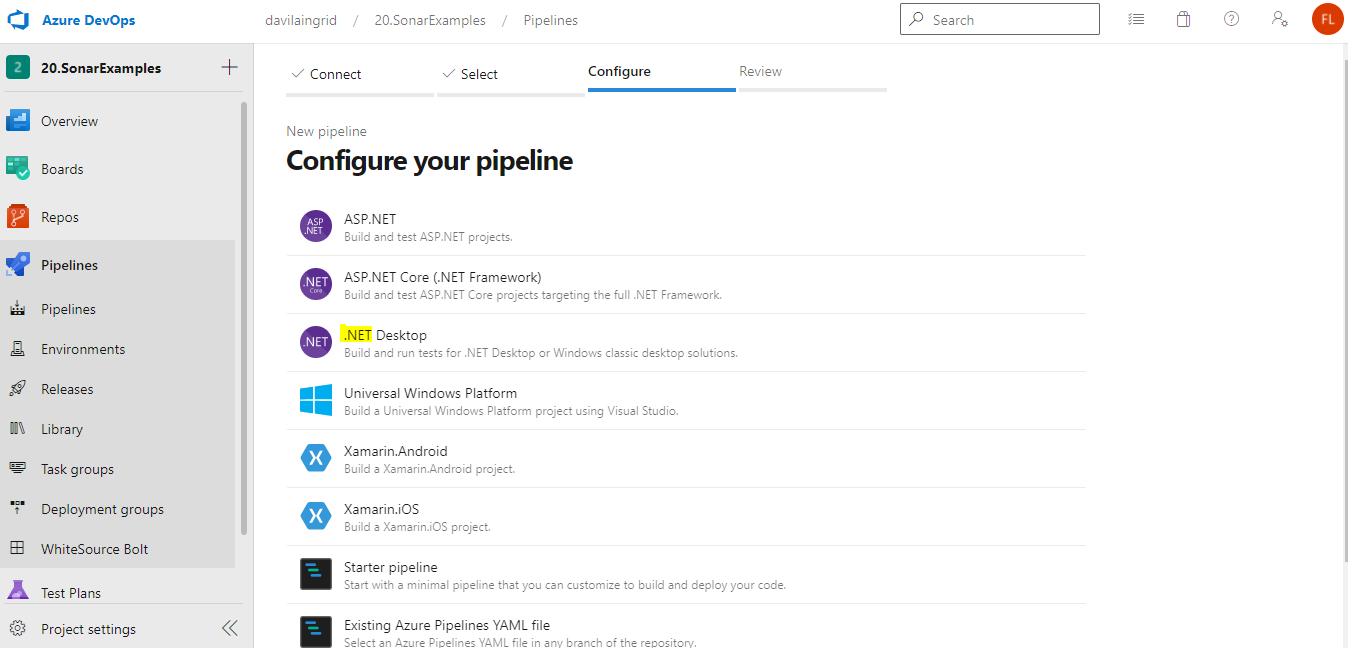 Azure DevOps
davilaingrid / 20.SonarExamples / Pipelines
Search
FL
2 20.SonarExamples
Overview
Boards
Repos
Pipelines
Pipelines
Environments
Releases
Library
Task groups
Deployment groups
WhiteSource Bolt
Test Plans
Project settings
Connect
Select
Configure
Review
New pipeline
Configure your pipeline
ASP .NET
ASP.NET
Build and test ASP.NET projects.
.NET Core
ASP.NET Core (.NET Framework)
Build and test ASP.NET Core projects targeting the full .NET Framework.
.NET
.NET Desktop
Build and run tests for .NET Desktop or Windows classic desktop solutions.
Universal Windows Platform
Build a Universal Windows Platform project using Visual Studio.
Xamarin.Android
Build a Xamarin.Android project.
Xamarin.iOS
Build a Xamarin.iOS project.
Starter pipeline
Start with a minimal pipeline that you can customize to build and deploy your code.
Existing Azure Pipelines YAML file
Select an Azure Pipelines YAML file in any branch of the repository.